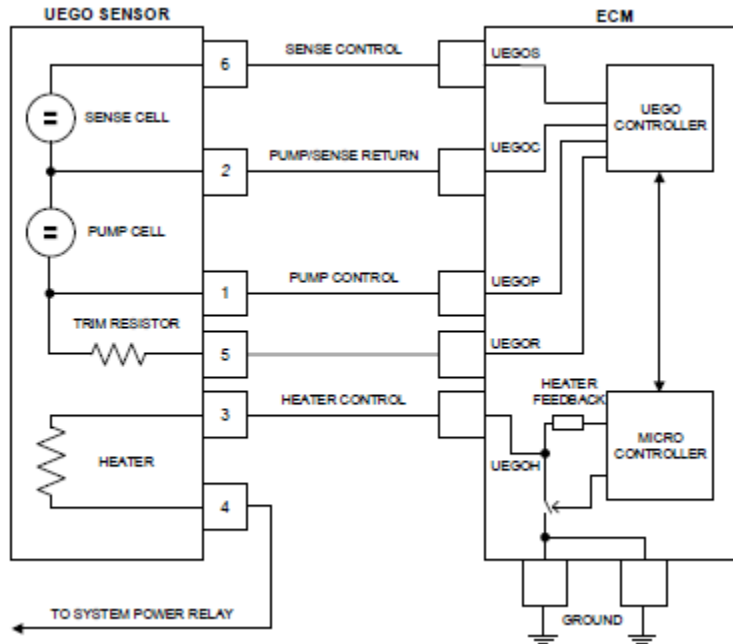 UEGO SENSOR
ECM
6
SENSE CONTROL
UEGOS
SENSE CELL
UEGO
CONTROLLER
2
PUMP/SENSE RETURN
UEGOC
PUMP CELL
1
PUMP CONTROL
UEGOP
TRIM RESISTOR
5
UEGOR
3
HEATER CONTROL
HEATER
FEEDBACK
MICRO
CONTROLLER
HEATER
UEGOH
4
TO SYSTEM POWER RELAY
GROUND